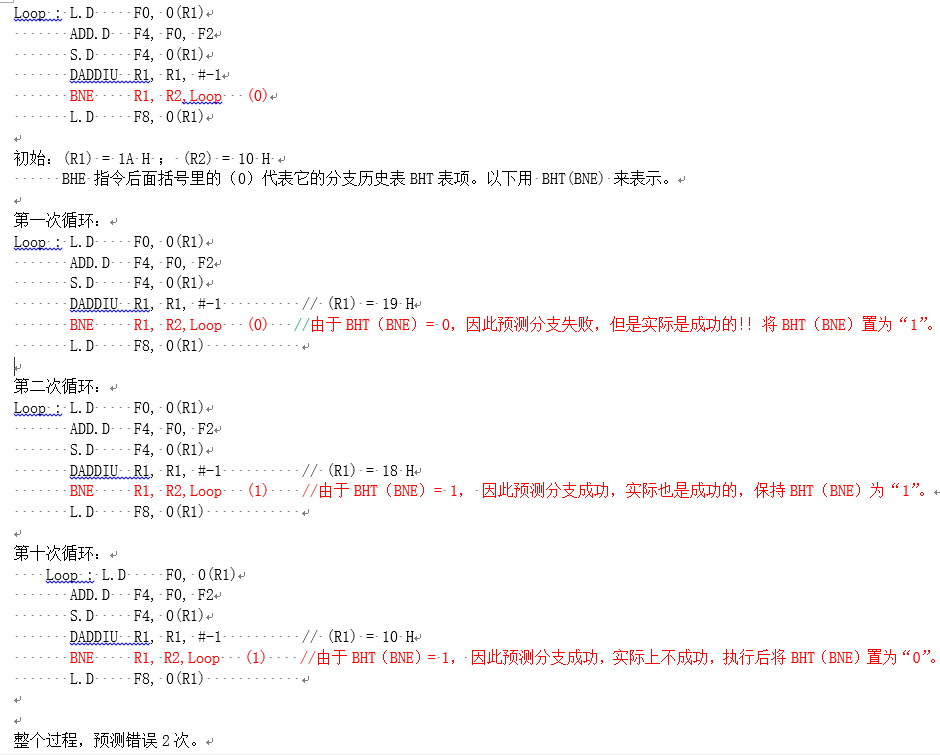 Loop : L.D F0, 0(R1)
ADD.D F4, F0, F2
S.D F4, 0(R1)
DADDIU R1, R1, #-1
BNE R1, R2,Loop (0)
L.D F8, 0(R1)
初始：(R1) = 1A H ； (R2) = 10 H
BHE 指令后面括号里的（0）代表它的分支历史表 BHT 表项。以下用 BHT(BNE) 来表示。
第一次循环：
Loop : L.D F0, 0(R1)
ADD.D F4, F0, F2
S.D F4, 0(R1)
DADDIU R1, R1, #-1 // (R1) = 19 H
BNE R1, R2,Loop (0) //由于 BHT（BNE）= 0，因此预测分支失败，但是实际是成功的!! 将 BHT（BNE）置为“1”。
L.D F8, 0(R1)
第二次循环：
Loop : L.D F0, 0(R1)
ADD.D F4, F0, F2
S.D F4, 0(R1)
DADDIU R1, R1, #-1 // (R1) = 18 H
BNE R1, R2,Loop (1) //由于 BHT（BNE）= 1， 因此预测分支成功，实际也是成功的，保持 BHT（BNE）为“1”。
L.D F8, 0(R1)
第十次循环：
Loop : L.D F0, 0(R1)
ADD.D F4, F0, F2
S.D F4, 0(R1)
DADDIU R1, R1, #-1 // (R1) = 10 H
BNE R1, R2,Loop (1) //由于 BHT（BNE）= 1， 因此预测分支成功，实际上不成功，执行后将 BHT（BNE）置为“0”。
L.D F8, 0(R1)
整个过程，预测错误 2 次。